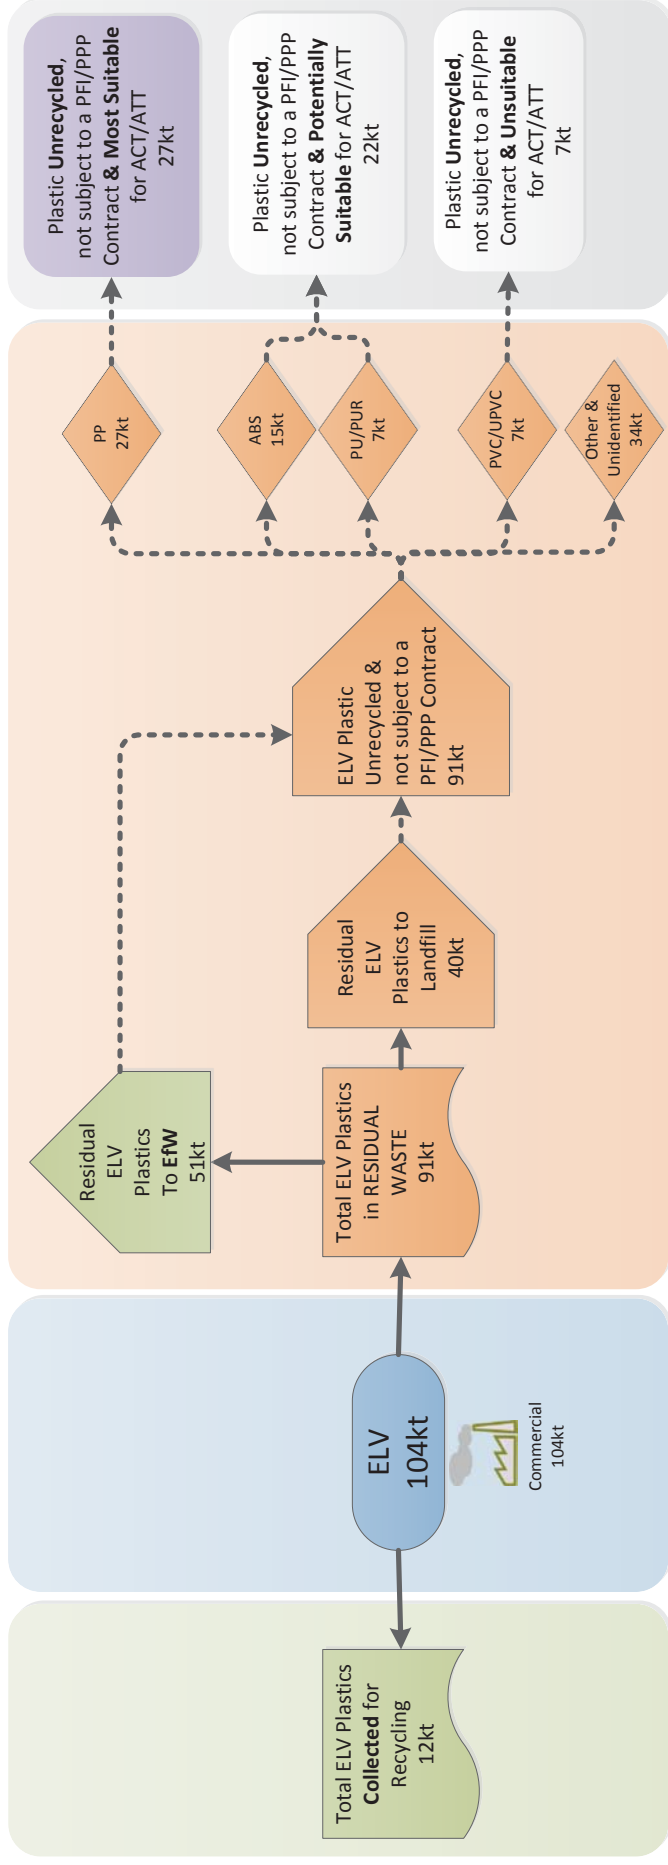 Total ELV Plastics
Collected for
Recycling
12kt
ELV
104kt
Commercial
104kt
Total ELV Plastics
in RESIDUAL
WASTE
91kt
Residual
ELV
Plastics
To EfW
51kt
Residual
ELV
Plastics to
Landfill
40kt
ELV Plastic
Unrecycled &
not subject to a
PFI/PPP Contract
91kt
PP
27kt
ABS
15kt
PU/PUR
7kt
PVC/UPVC
7kt
Other &
Unidentified
34kt
Plastic Unrecycled,
not subject to a PFI/PPP
Contract & Most Suitable
for ACT/ATT
27kt
Plastic Unrecycled,
not subject to a PFI/PPP
Contract & Potentially
Suitable for ACT/ATT
22kt
Plastic Unrecycled,
not subject to a PFI/PPP
Contract & Unsuitable
for ACT/ATT
7kt